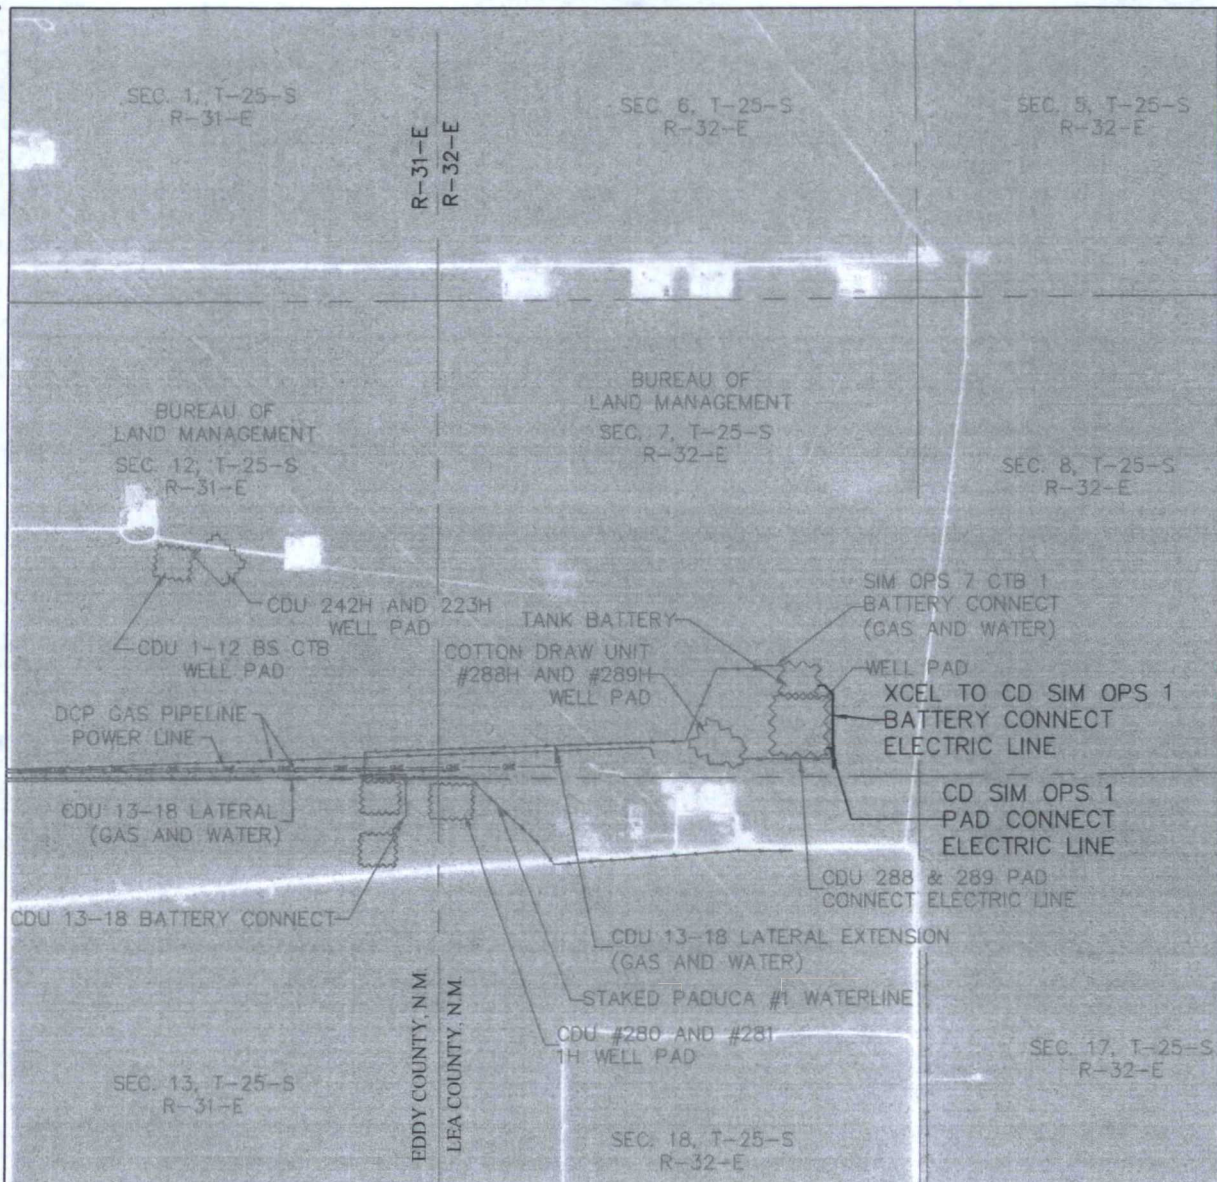 SEC. 1, T-25-S
R-31-E
SEC. 6, T-25-S
R-32-E
SEC. 5, T-25-S
R-32-E
R-31-E
R-32-E
BUREAU OF
LAND MANAGEMENT
SEC. 12, T-25-S
R-31-E
BUREAU OF
LAND MANAGEMENT
SEC. 7, T-25-S
R-32-E
SEC. 8, T-25-S
R-32-E
CDU 242H AND 223H
WELL PAD
CDU 1-12 BS CTB
WELL PAD
TANK BATTERY
SIM OPS 7 CTB 1
BATTERY CONNECT
(GAS AND WATER)
COTTON DRAW UNIT
#288H AND #289H
WELL PAD
WELL PAD
XCEL TO CD SIM OPS 1
BATTERY CONNECT
ELECTRIC LINE
DCP GAS PIPELINE
POWER LINE
CDU 13-18 LATERAL
(GAS AND WATER)
CD SIM OPS 1
PAD CONNECT
ELECTRIC LINE
CDU 288 & 289 PAD
CONNECT ELECTRIC LINE
CDU 13-18 BATTERY CONNECT
CDU 13-18 LATERAL EXTENSION
(GAS AND WATER)
STAKED PADUCA #1 WATERLINE
CDU #280 AND #281
1H WELL PAD
EDDY COUNTY, N.M.
LEA COUNTY, N.M.
SEC. 13, T-25-S
R-31-E
SEC. 17, T-25-S
R-32-E
SEC. 18, T-25-S
R-32-E